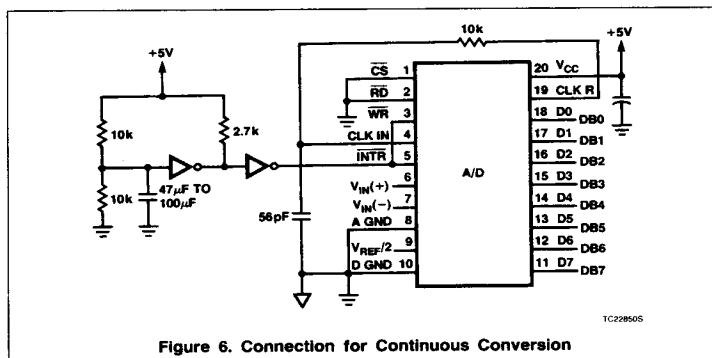 +5V
10k
10k
47μF TO
100μF
2.7k
56pF
10k
+5V
CS 1
RD 2
WR 3
CLK IN 4
INTR 5
6
VIN(+)
7
VIN(−)
A GND 8
9
VREF/2
D GND 10
A/D
20 VCC
19 CLK R
18 D0 DB0
17 D1 DB1
16 D2 DB2
15 D3 DB3
14 D4 DB4
13 D5 DB5
12 D6 DB6
11 D7 DB7
TC22850S
Figure 6. Connection for Continuous Conversion